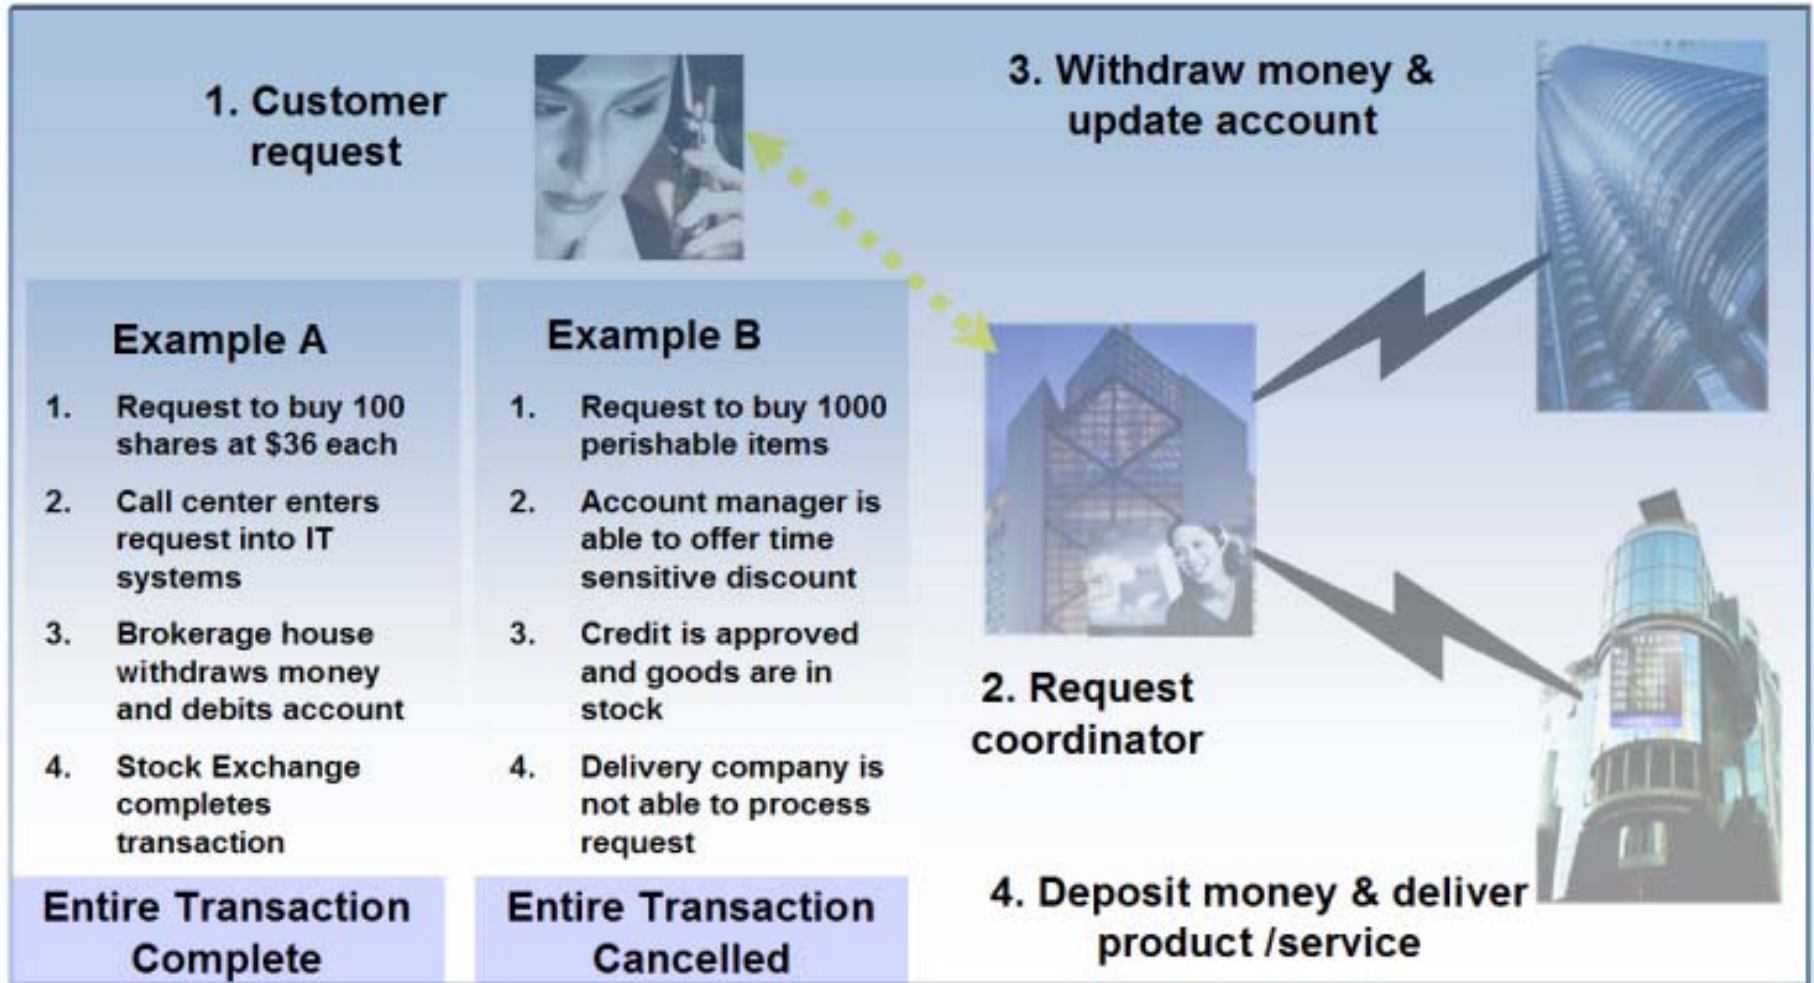 1. Customer
request
3. Withdraw money &
update account
Example A
1. Request to buy 100
shares at $36 each
2. Call center enters
request into IT
systems
3. Brokerage house
withdraws money
and debits account
4. Stock Exchange
completes
transaction
Entire Transaction
Complete
Example B
1. Request to buy 1000
perishable items
2. Account manager is
able to offer time
sensitive discount
3. Credit is approved
and goods are in
stock
4. Delivery company is
not able to process
request
Entire Transaction
Cancelled
2. Request
coordinator
4. Deposit money & deliver
product /service